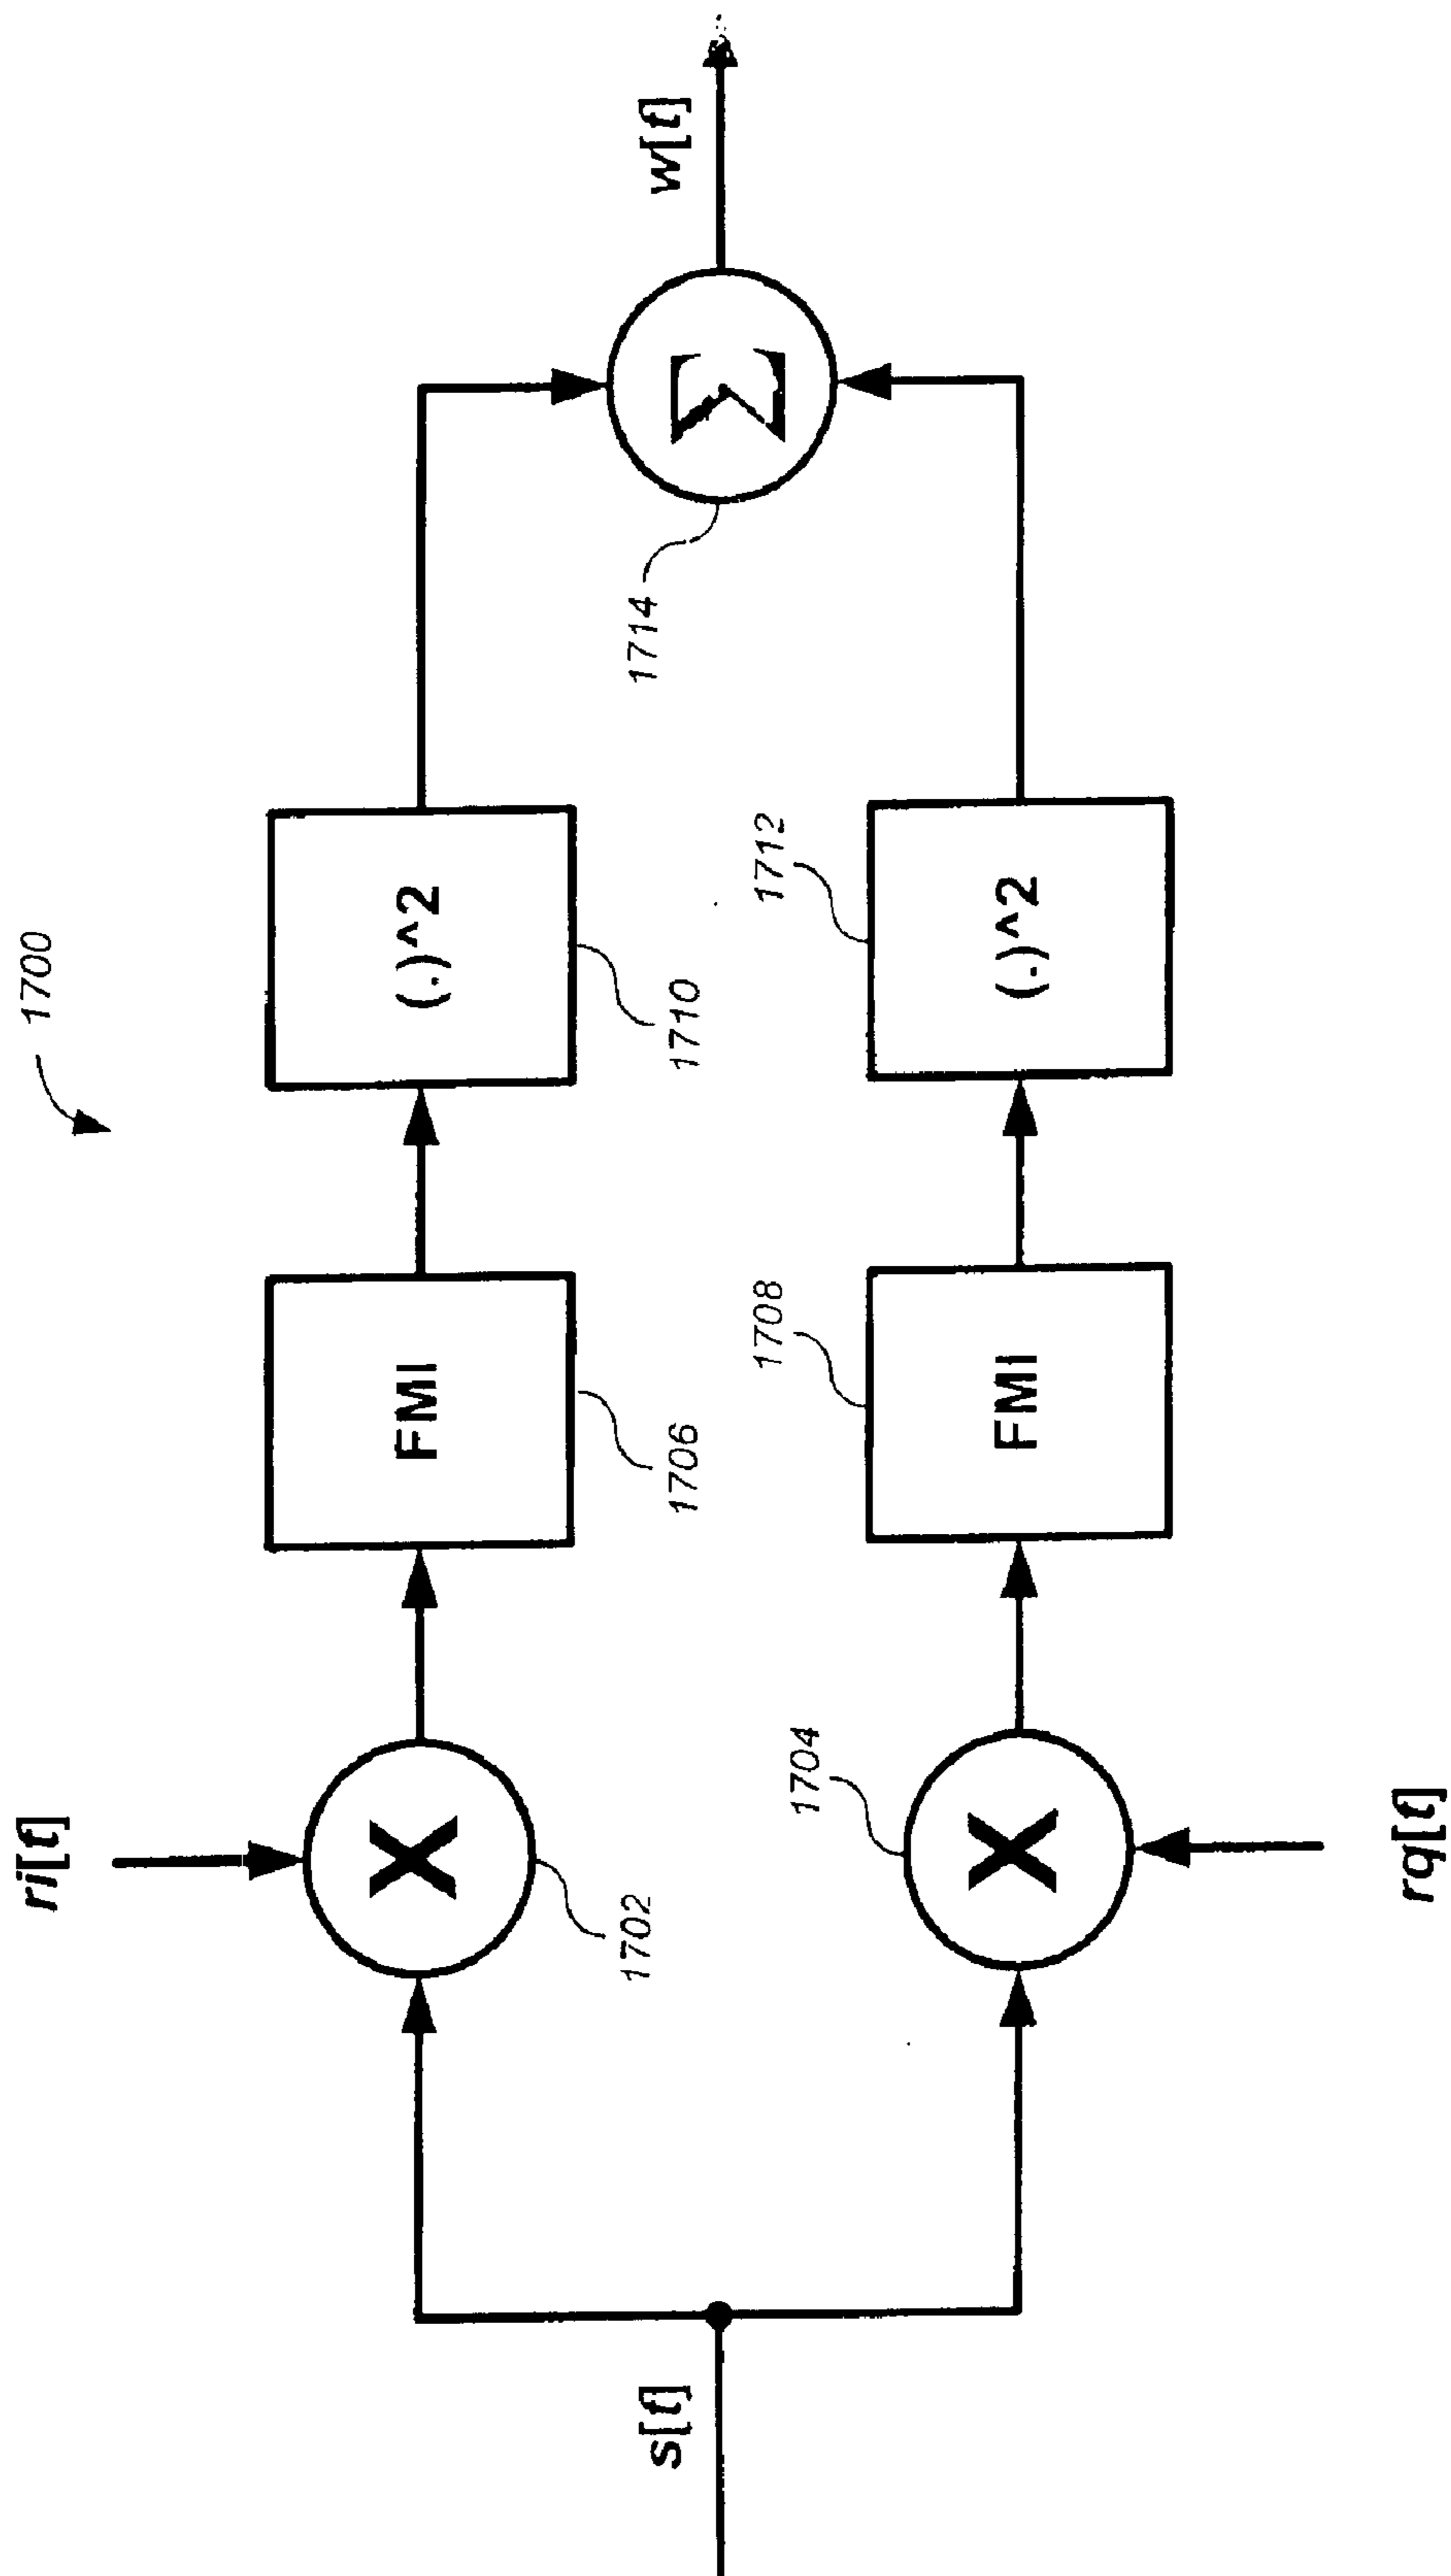 1700
ri[t]
s[t]
X
1702
FMI
1706
(.)^2
1710
Σ
1714
w[t]
X
1704
FMI
1708
(.)^2
1712
rq[t]